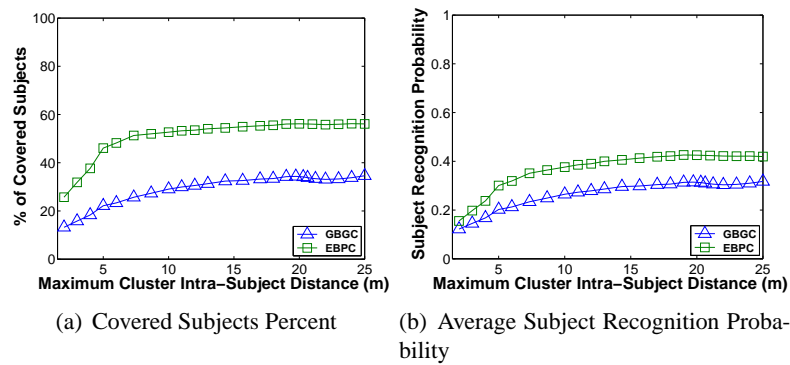 100
80
60
40
20
0
% of Covered Subjects
5 10 15 20 25
Maximum Cluster Intra−Subject Distance (m)
GBGC
EBPC
(a) Covered Subjects Percent
1
0.8
0.6
0.4
0.2
0
Subject Recognition Probability
5 10 15 20 25
Maximum Cluster Intra−Subject Distance (m)
GBGC
EBPC
(b) Average Subject Recognition Proba-
bility